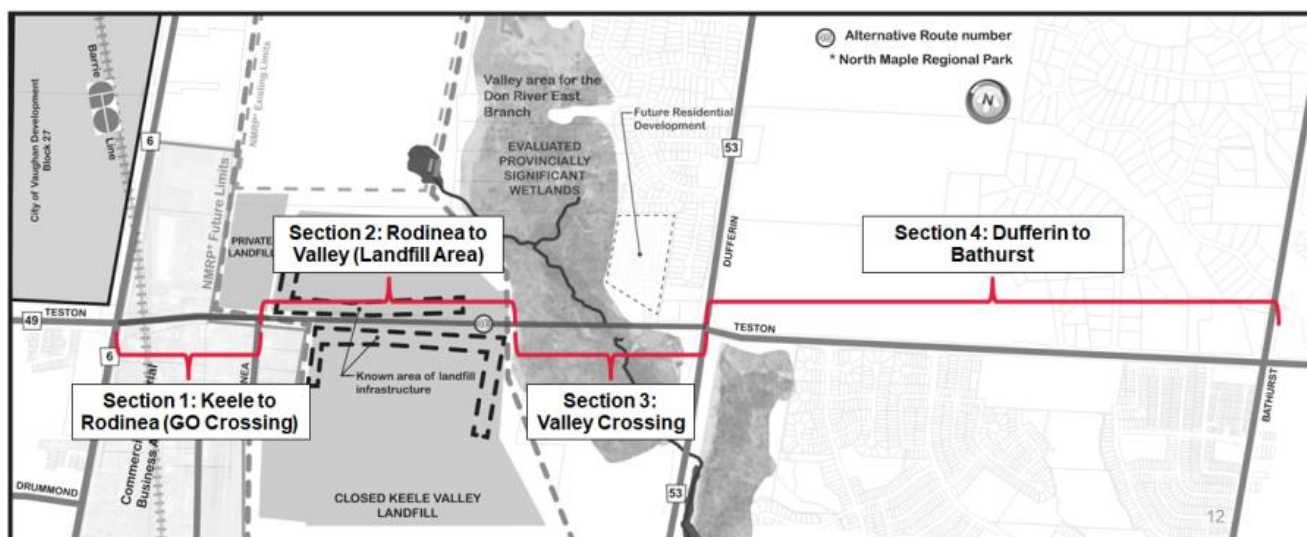 Alternative Route number
* North Maple Regional Park
N
City of Vaughan Development
Block 27
Barrie
GO
Line
6
NMRP* Existing Limits
NMRP* Future Limits
Valley area for the
Don River East
Branch
EVALUATED
PROVINCIALLY
SIGNIFICANT
WETLANDS
Future Residential
Development
53
DUFFERIN
PRIVATE
LANDFILL
Section 2: Rodinea to
Valley (Landfill Area)
Section 4: Dufferin to
Bathurst
49
TESTON
TESTON
6
Known area of landfill
infrastructure
Section 1: Keele to
Rodinea (GO Crossing)
Section 3:
Valley Crossing
BATHURST
Business
DRUMMOND
CLOSED KEELE VALLEY
LANDFILL
53
12